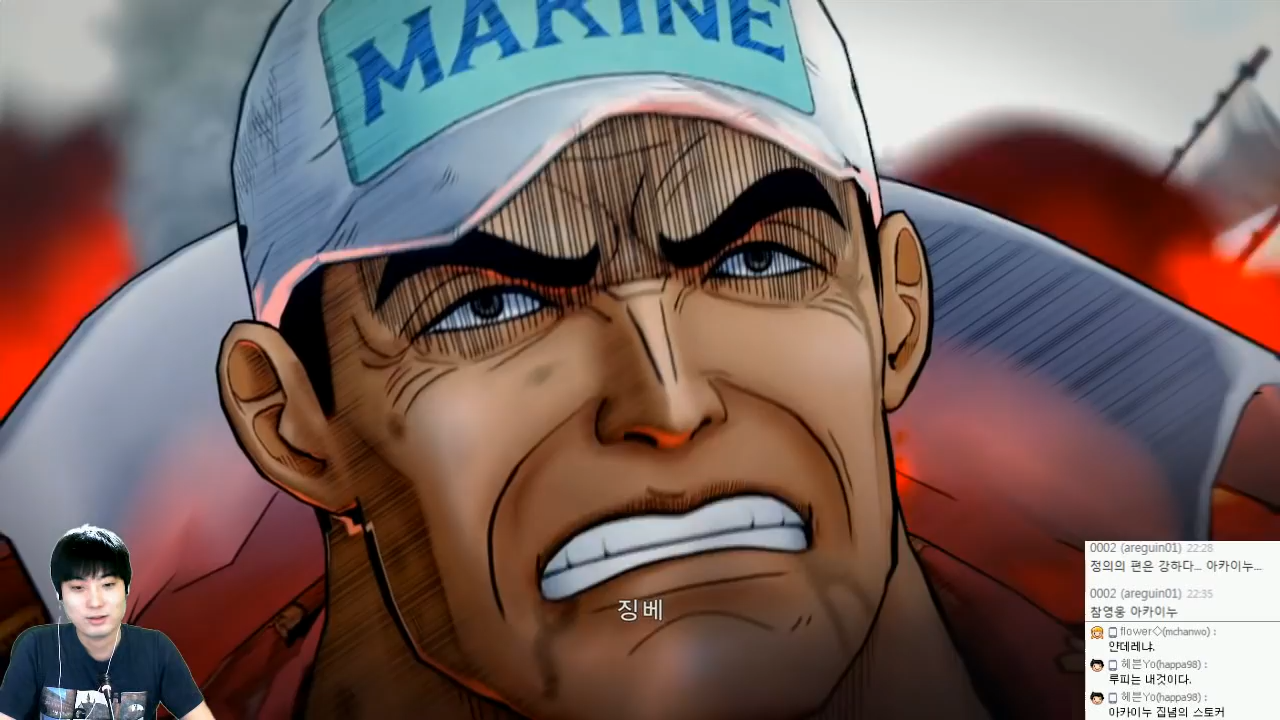 MARINE
징베
0002 (areguin01) 22:28
정의의 편은 강하다... 아카이누...
0002 (areguin01) 22:35
참영웅 아카이누
flower◇(mchanwo) :
얀데레냐.
헤븐Yo(happa98) :
루피는 내것이다.
헤븐Yo(happa98) :
아카이누 집념의 스토커